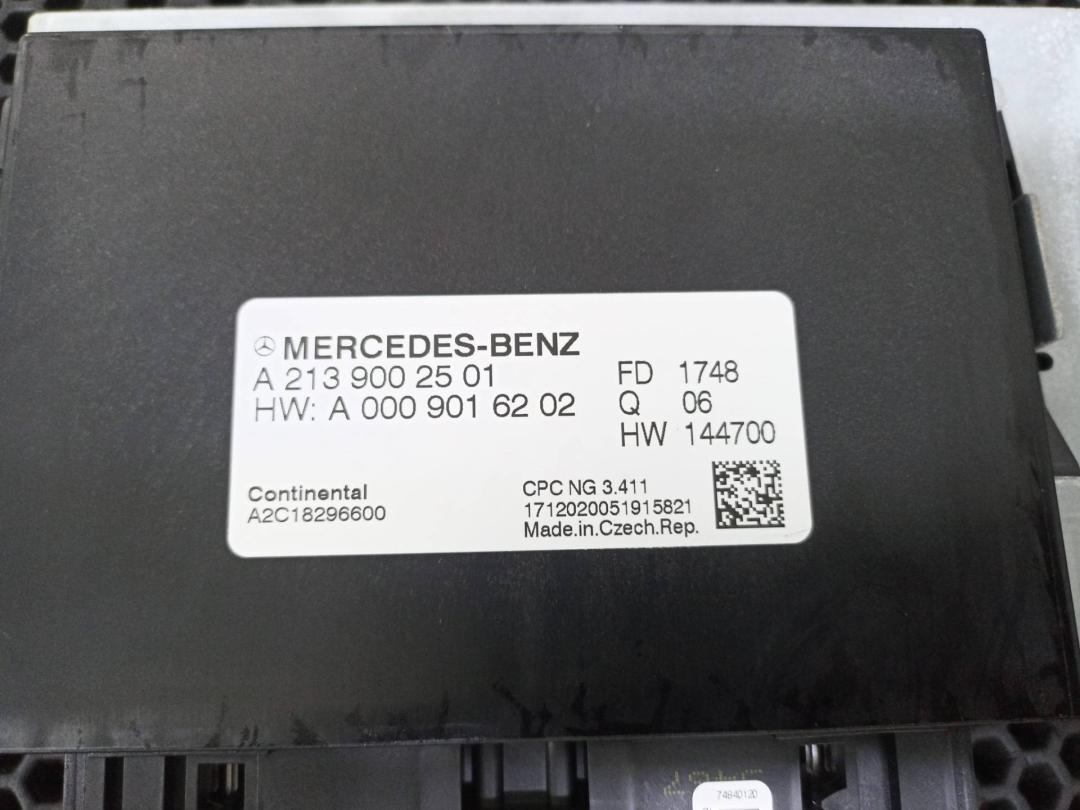 MERCEDES-BENZ
A 213 900 25 01
HW: A 000 901 62 02
FD 1748
Q 06
HW 144700
Continental
A2C18296600
CPC NG 3.411
1712020051915821
Made.in.Czech.Rep.
74840120